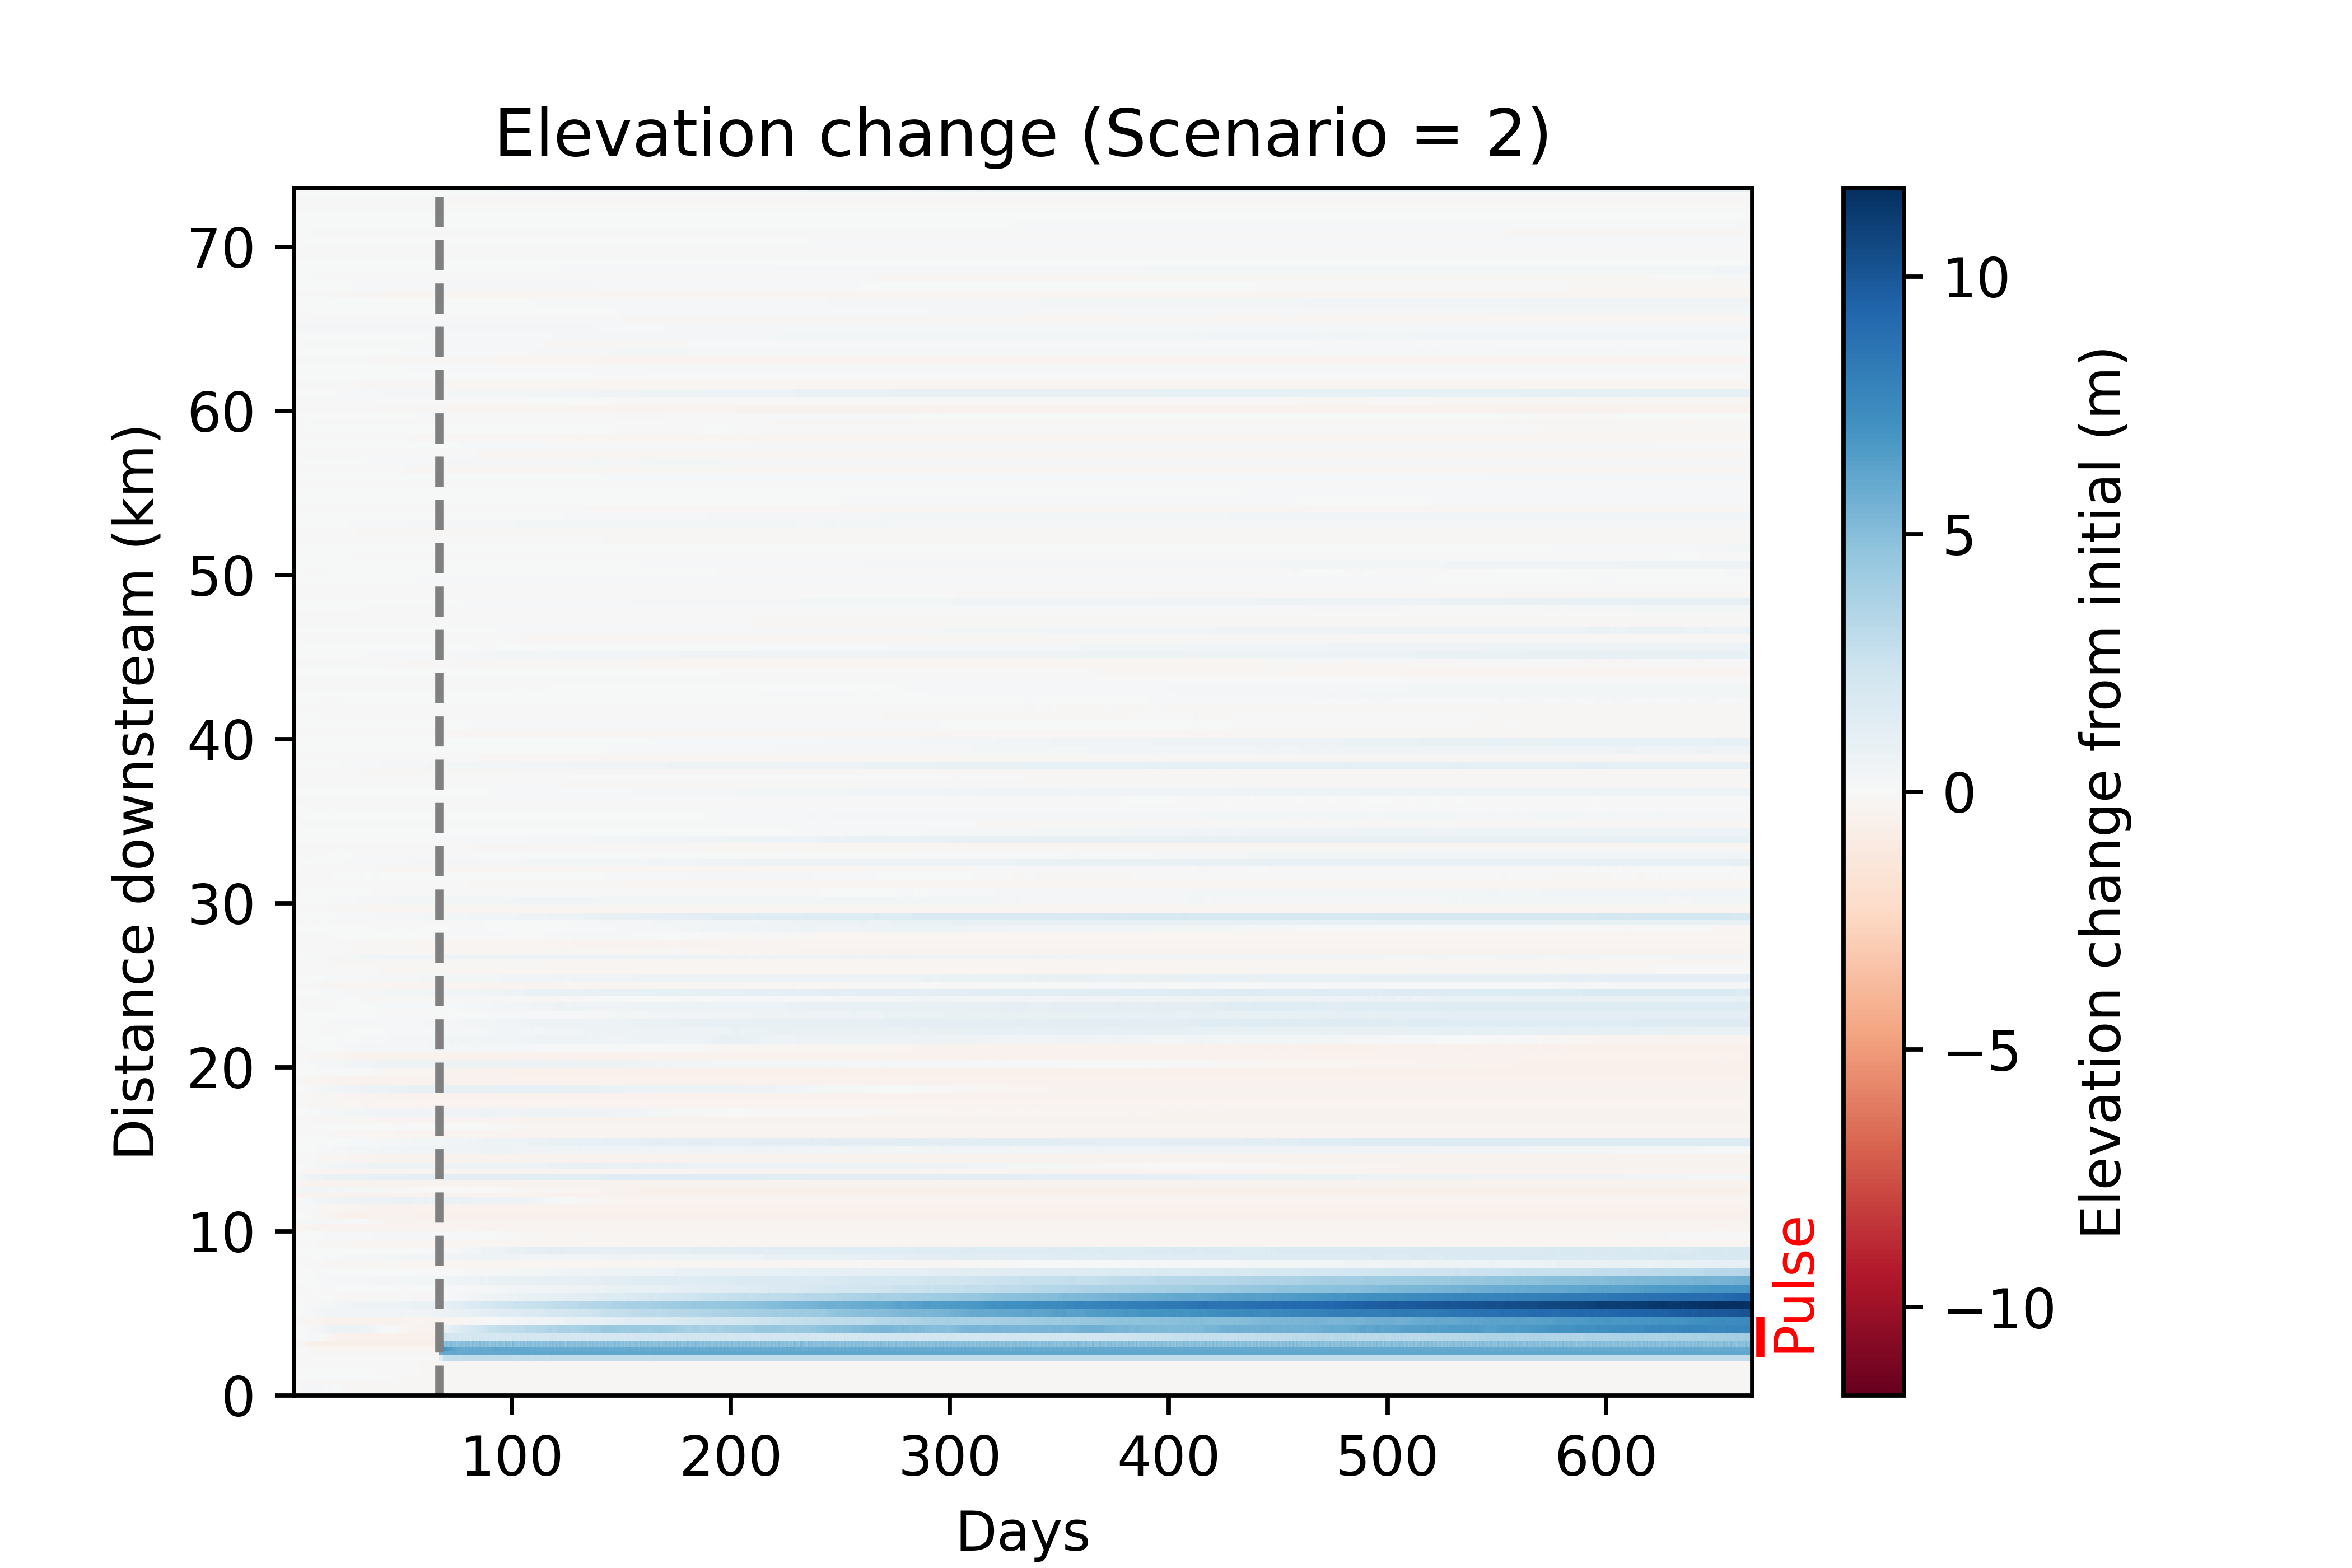 Elevation change (Scenario = 2)
Distance downstream (km)
70
60
50
40
30
20
10
0
100 200 300 400 500 600
Days
Pulse
10
5
0
−5
−10
Elevation change from initial (m)